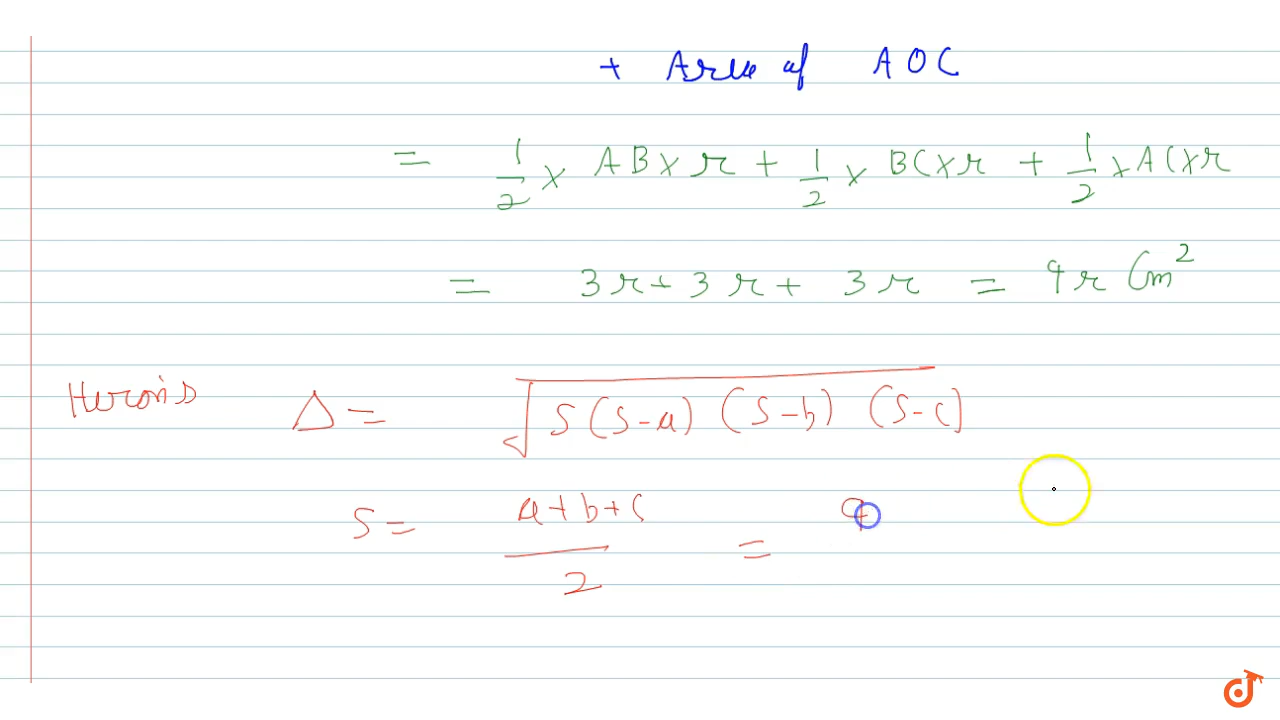 + Area of AOC
= 1/2 × AB × r + 1/2 × BC × r + 1/2 × AC × r
= 3r + 3r + 3r = 9r Cm²
Heron's Δ = √S(S-a) (S-b) (S-c)
S = a+b+c/2 = 9